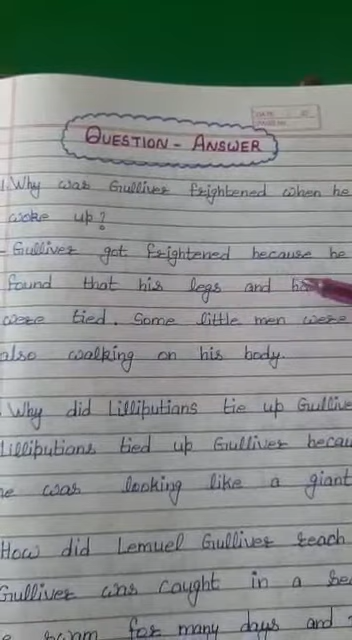 DATE
QUESTION - ANSWER
Why was Gulliver frightened when he
woke up?
- Gulliver got frightened because he
found that his legs and
were tied. Some little men were
also walking on his body.
Why did Lilliputians tie up
Lilliputians tied up Gulliver
he was looking like a giant
How did Lemuel Gulliver reach
Gulliver was caught in a
swam for many days and